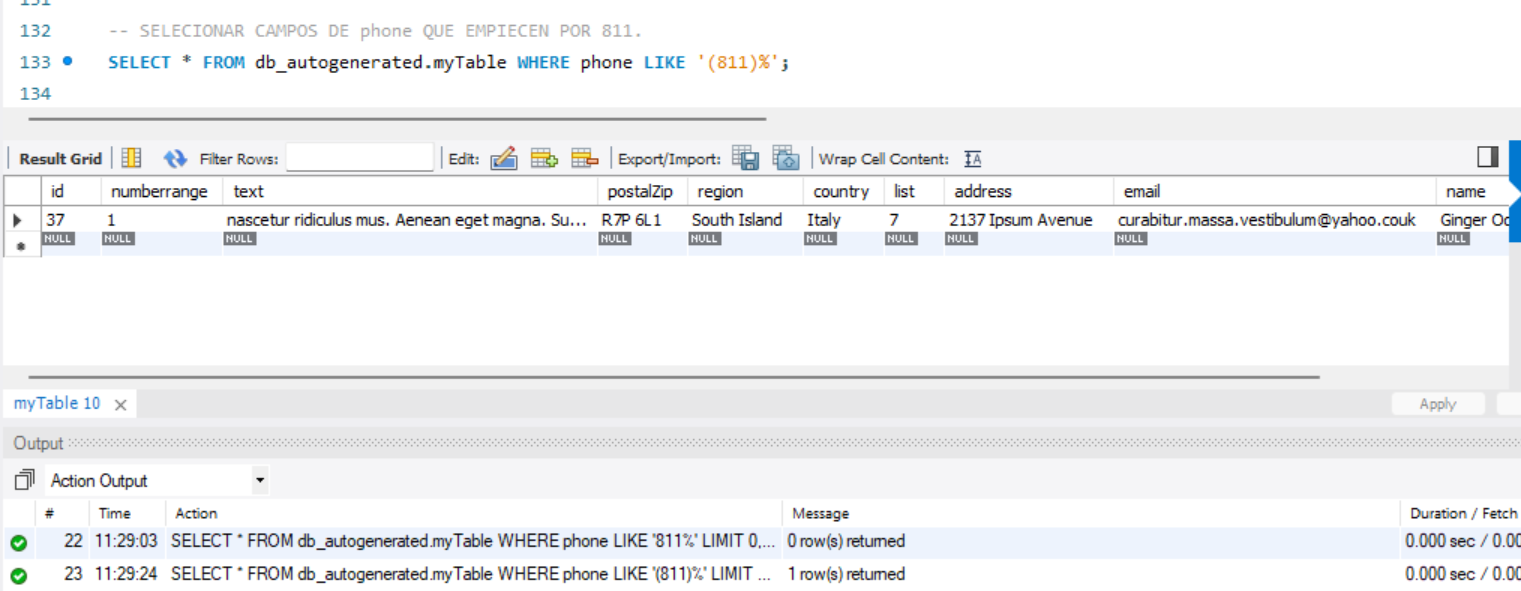 131
132 -- SELECIONAR CAMPOS DE phone QUE EMPIECEN POR 811.
133 SELECT * FROM db_autogenerated.myTable WHERE phone LIKE '(811)%';
134
Result Grid Filter Rows: Edit: Export/Import: Wrap Cell Content:
id numberrange text postalZip region country list address email name
37 1 nascetur ridiculus mus. Aenean eget magna. Su... R7P 6L1 South Island Italy 7 2137 Ipsum Avenue curabitur.massa.vestibulum@yahoo.couk Ginger
NULL NULL NULL NULL NULL NULL NULL NULL NULL NULL
myTable 10 Apply
Output
Action Output
# Time Action Message Duration / Fetch
22 11:29:03 SELECT * FROM db_autogenerated.myTable WHERE phone LIKE '811%' LIMIT 0,... 0 row(s) returned 0.000 sec / 0.00
23 11:29:24 SELECT * FROM db_autogenerated.myTable WHERE phone LIKE '(811)%' LIMIT ... 1 row(s) returned 0.000 sec / 0.00